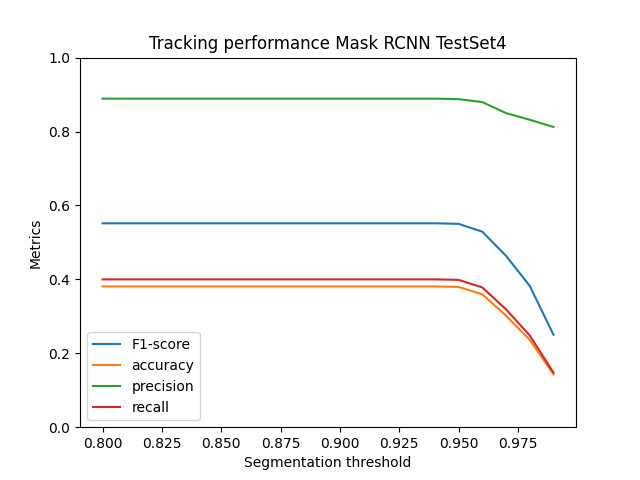 Tracking performance Mask RCNN TestSet4
1.0
0.8
0.6
0.4
0.2
0.0
Metrics
F1-score
accuracy
precision
recall
0.800 0.825 0.850 0.875 0.900 0.925 0.950 0.975
Segmentation threshold